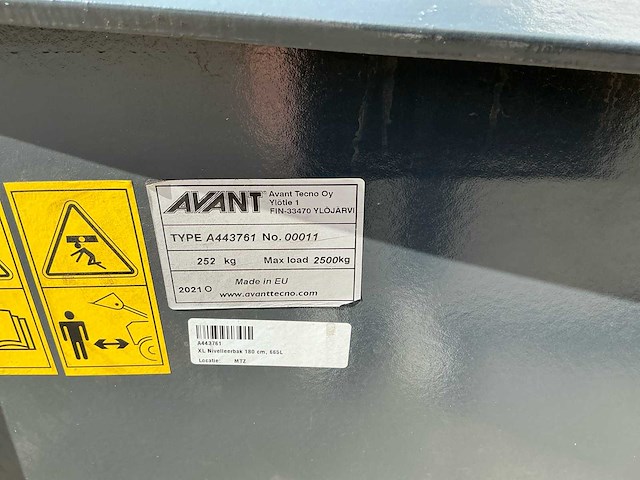 AVANT®
Avant Tecno Oy
Ylötie 1
FIN-33470 YLÖJÄRVI
TYPE A443761 No. 00011
252 kg Max load 2500kg
2021 O Made in EU
www.avanttecno.com
A443761
XL Nivelleerbak 180 cm, 665L
Locatie: MTZ